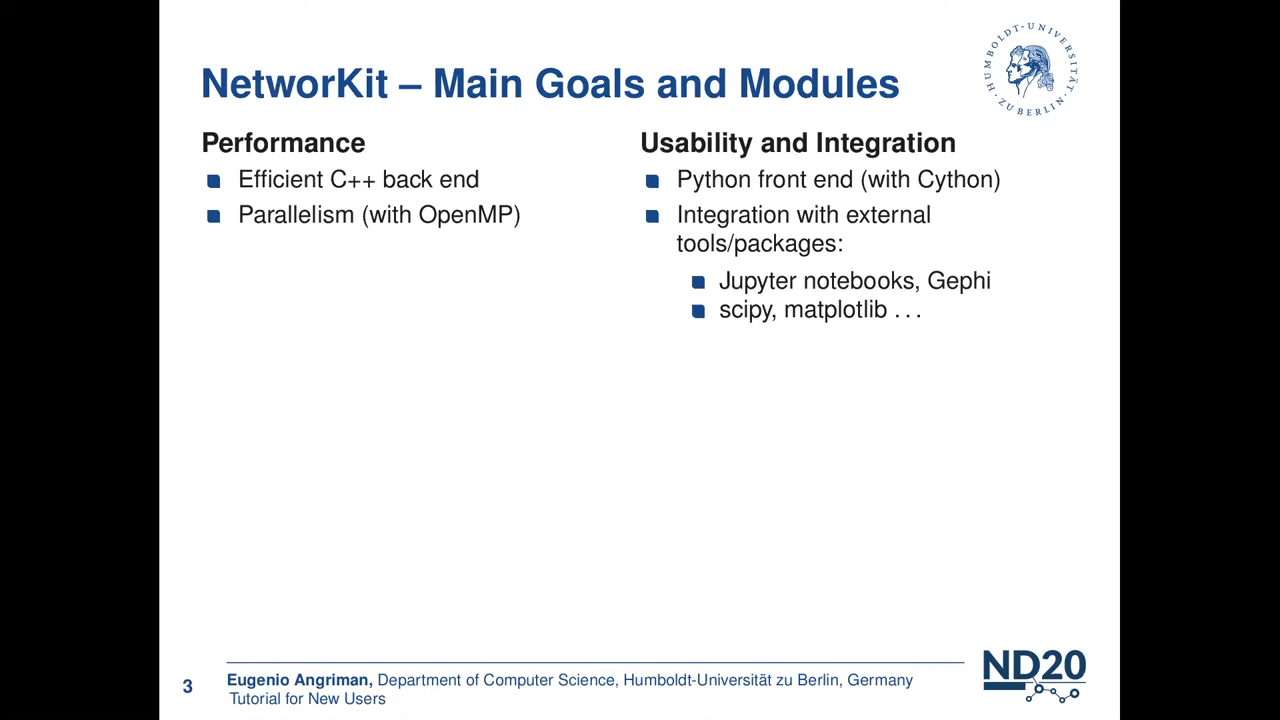 NetworKit – Main Goals and Modules
HUMBOLDT-UNIVERSITÄT
ZU BERLIN
Performance
Efficient C++ back end
Parallelism (with OpenMP)
Usability and Integration
Python front end (with Cython)
Integration with external
tools/packages:
Jupyter notebooks, Gephi
scipy, matplotlib . . .
3
Eugenio Angriman, Department of Computer Science, Humboldt-Universität zu Berlin, Germany
Tutorial for New Users
ND20